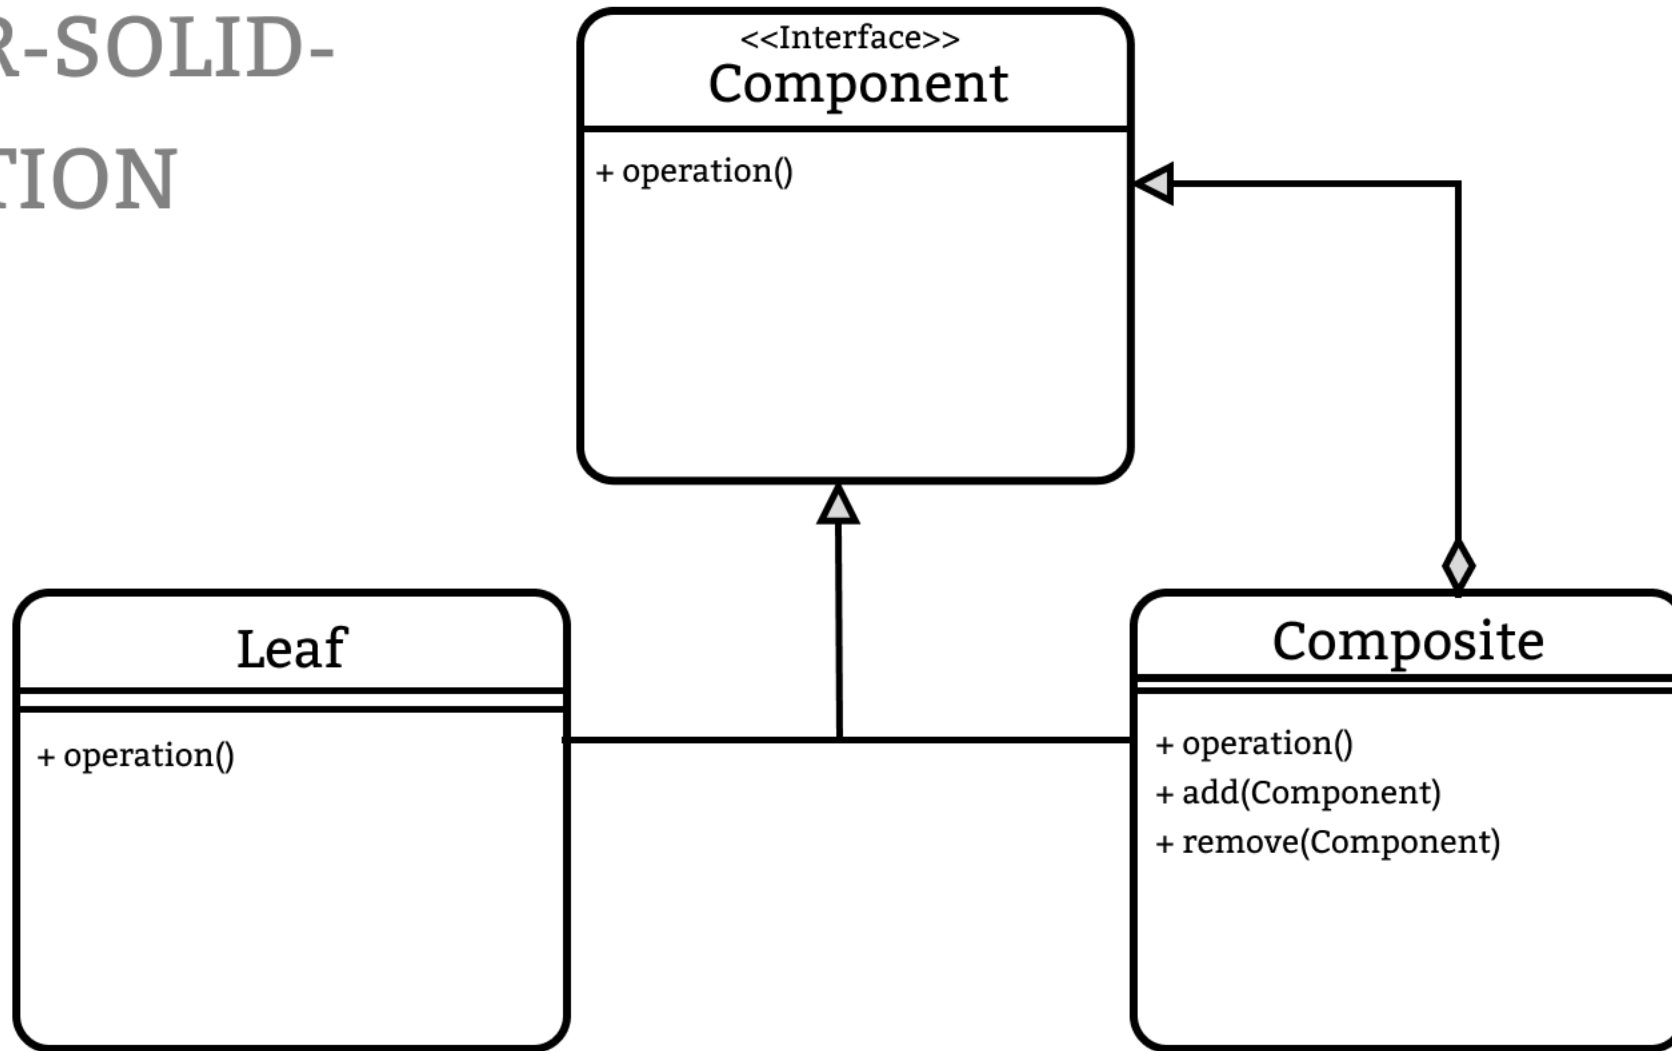 R-SOLID-
TION
<<Interface>>
Component
+ operation()
Leaf
+ operation()
Composite
+ operation()
+ add(Component)
+ remove(Component)